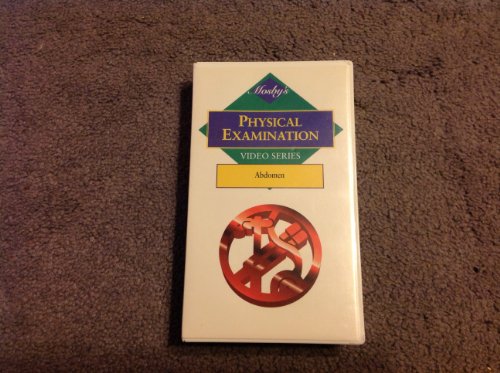 Mosby's
PHYSICAL
EXAMINATION
VIDEO SERIES
Abdomen